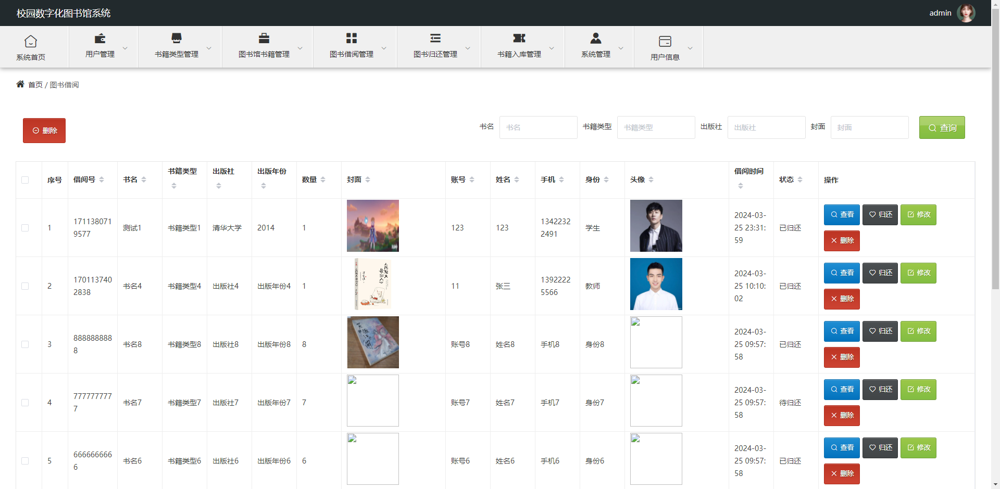 校园数字化图书馆系统
admin
系统首页
用户管理
书籍类型管理
图书馆书籍管理
图书借阅管理
图书归还管理
书籍入库管理
系统管理
用户信息
首页 / 图书借阅
删除
书名 书名 书籍类型 书籍类型 出版社 出版社 封面 封面 查询
序号 借阅号 书名 书籍类型 出版社 出版年份 数量 封面 账号 姓名 手机 身份 头像 借阅时间 状态 操作
1 1711380719577 测试1 书籍类型1 清华大学 2014 1 123 123 13422322491 学生 2024-03-25 23:31:59 已归还 查看 归还 修改
删除
2 1701137402838 书名4 书籍类型4 出版社4 出版年份4 1 11 张三 13922225566 教师 2024-03-25 10:10:02 已归还 查看 归还 修改
删除
3 8888888888 书名8 书籍类型8 出版社8 出版年份8 8 账号8 姓名8 手机8 身份8 2024-03-25 09:57:58 已归还 查看 归还 修改
删除
4 7777777777 书名7 书籍类型7 出版社7 出版年份7 7 账号7 姓名7 手机7 身份7 2024-03-25 09:57:58 待归还 查看 归还 修改
删除
5 6666666666 书名6 书籍类型6 出版社6 出版年份6 6 账号6 姓名6 手机6 身份6 2024-03-25 09:57:58 已归还 查看 归还 修改
删除